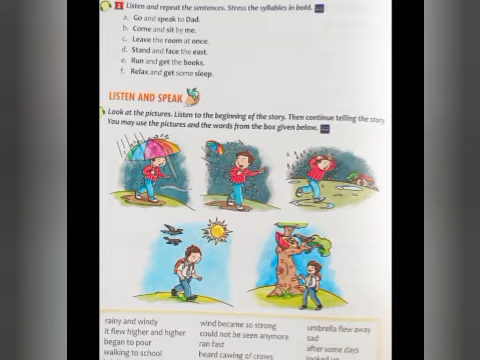 1 Listen and repeat the sentences. Stress the syllables in bold.
a. Go and speak to Dad.
b. Come and sit by me.
c. Leave the room at once.
d. Stand and face the east.
e. Run and get the books.
f. Relax and get some sleep.
LISTEN AND SPEAK
Look at the pictures. Listen to the beginning of the story. Then continue telling the story.
You may use the pictures and the words from the box given below.
rainy and windy
it flew higher and higher
began to pour
walking to school
wind became so strong
could not be seen anymore
ran fast
heard cawing of crows
umbrella flew away
sad
after some days
looked up